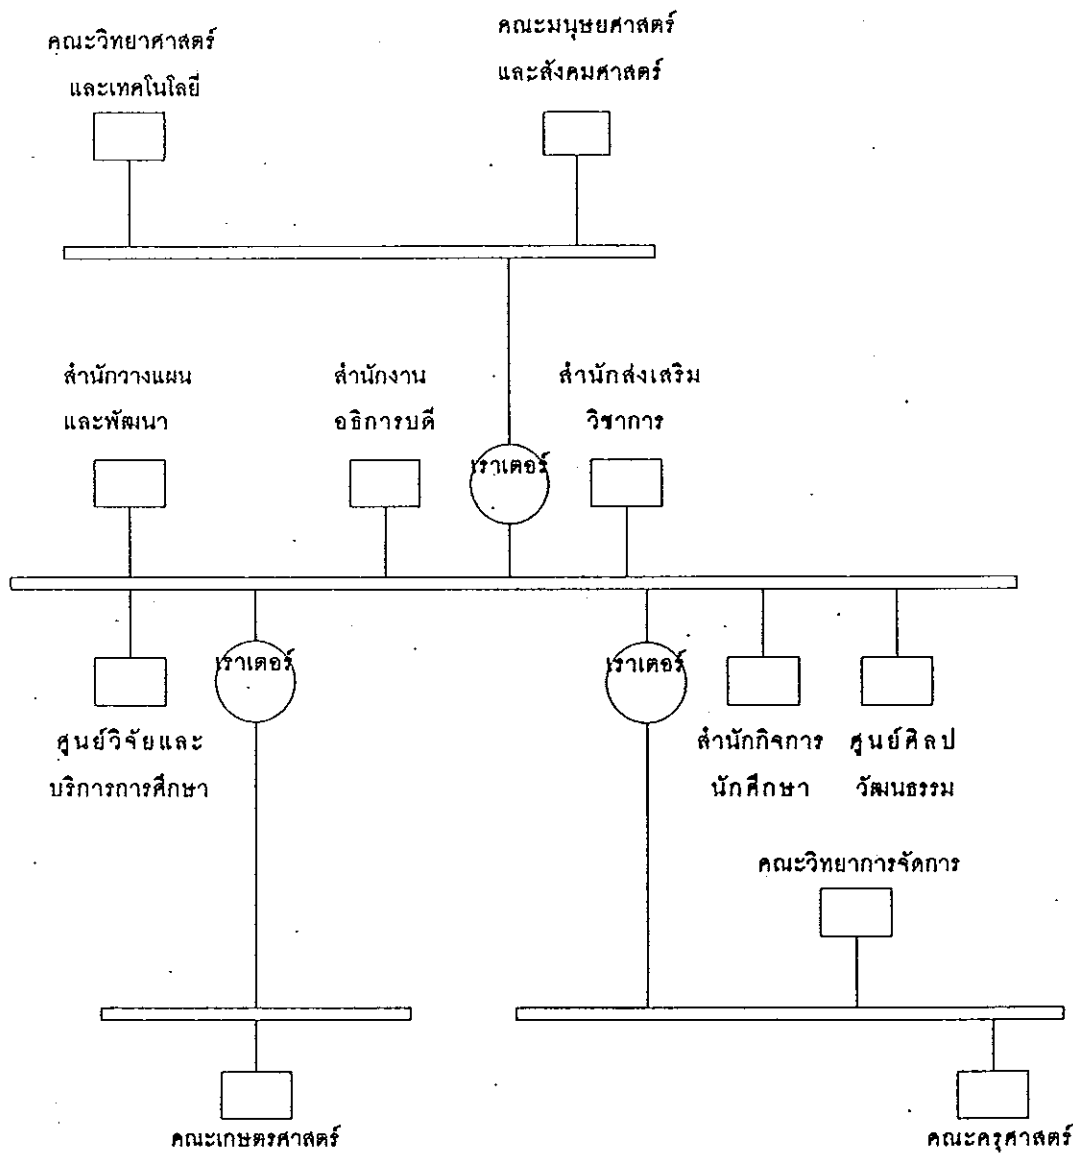 คณะวิทยาศาสตร์
และเทคโนโลยี
คณะมนุษยศาสตร์
และสังคมศาสตร์
สำนักวางแผน
และพัฒนา
สำนักงาน
อธิการบดี
สำนักส่งเสริม
วิชาการ
เราเตอร์
เราเตอร์
เราเตอร์
ศูนย์วิจัยและ
บริการการศึกษา
สำนักกิจการ
นักศึกษา
ศูนย์ศิลป
วัฒนธรรม
คณะวิทยาการจัดการ
คณะเกษตรศาสตร์
คณะครุศาสตร์